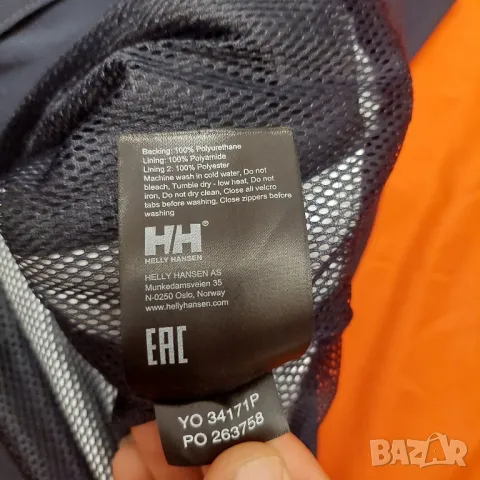 Backing: 100% Polyurethane
Lining: 100% Polyamide
Lining 2: 100% Polyester
Machine wash in cold water, Do not
bleach, Tumble dry - low heat, Do not
iron, Do not dry clean, Close all velcro
tabs before washing, Close zippers before
washing
HH
HELLY HANSEN
HELLY HANSEN AS
Munkedamsveien 35
N-0250 Oslo, Norway
www.hellyhansen.com
EAC
YO 34171P
PO 263758
BAZAR
bg